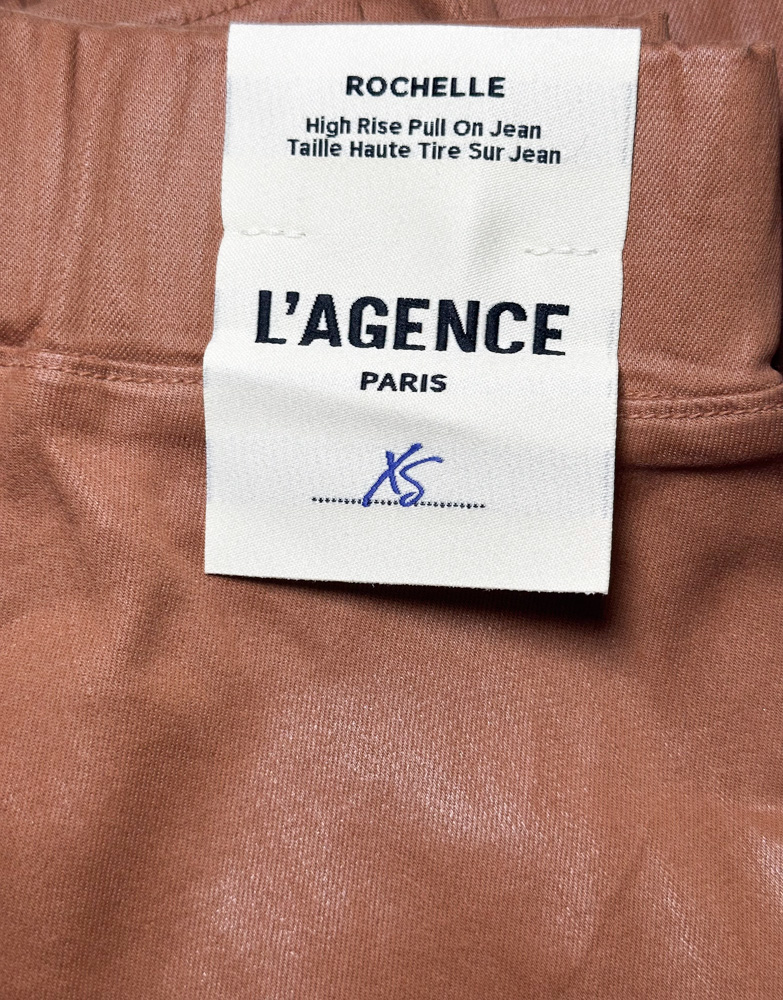 ROCHELLE
High Rise Pull On Jean
Taille Haute Tire Sur Jean
L'AGENCE
PARIS
XS